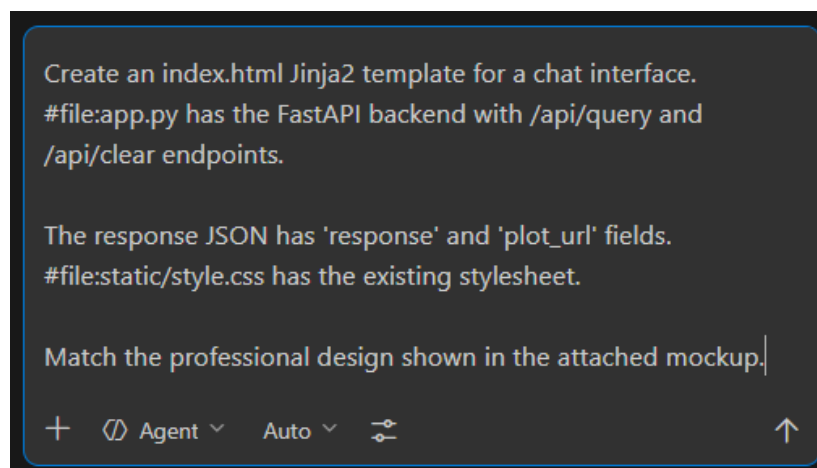 Create an index.html Jinja2 template for a chat interface.
#file:app.py has the FastAPI backend with /api/query and
/api/clear endpoints.
The response JSON has 'response' and 'plot_url' fields.
#file:static/style.css has the existing stylesheet.
Match the professional design shown in the attached mockup.
Agent Auto